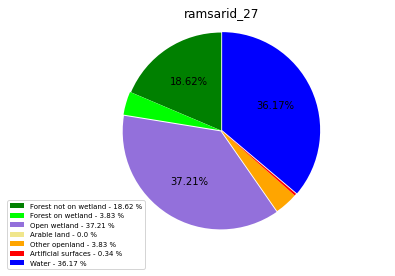 ramsarid_27
18.62%
36.17%
37.21%
Forest not on wetland - 18.62 %
Forest on wetland - 3.83 %
Open wetland - 37.21 %
Arable land - 0.0 %
Other openland - 3.83 %
Artificial surfaces - 0.34 %
Water - 36.17 %